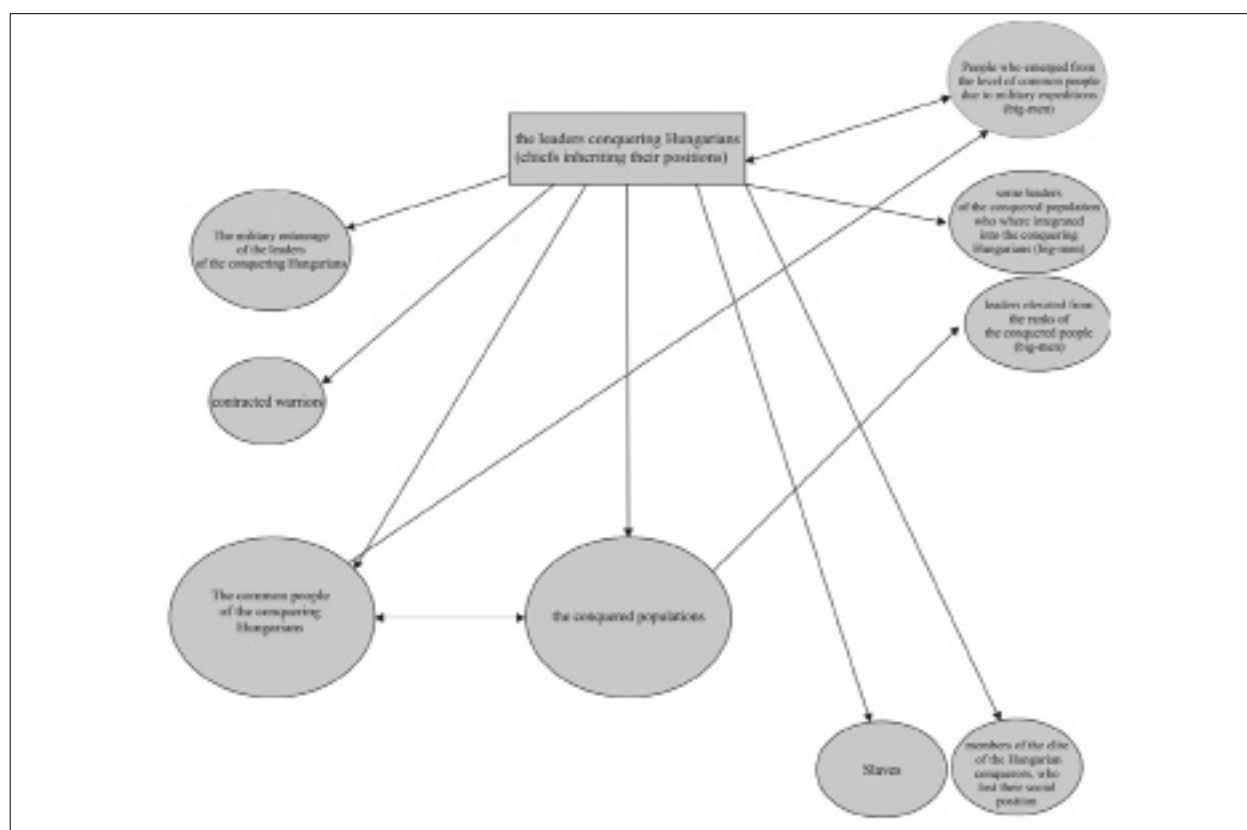 People who emerged from
the level of common people
due to military expeditions
(big-men)
the leaders conquering Hungarians
(chiefs inheriting their positions)
some leaders
of the conquered population
who where integrated
into the conquering
Hungarians (big-men)
The military entourage
of the leaders
of the conquering Hungarians
leaders elevated from
the ranks of
the conquered people
(big-men)
contracted warriors
The common people
of the conquering
Hungarians
the conquered populations
Slaves
members of the elite
of the Hungarian
conquerors, who
lost their social
position